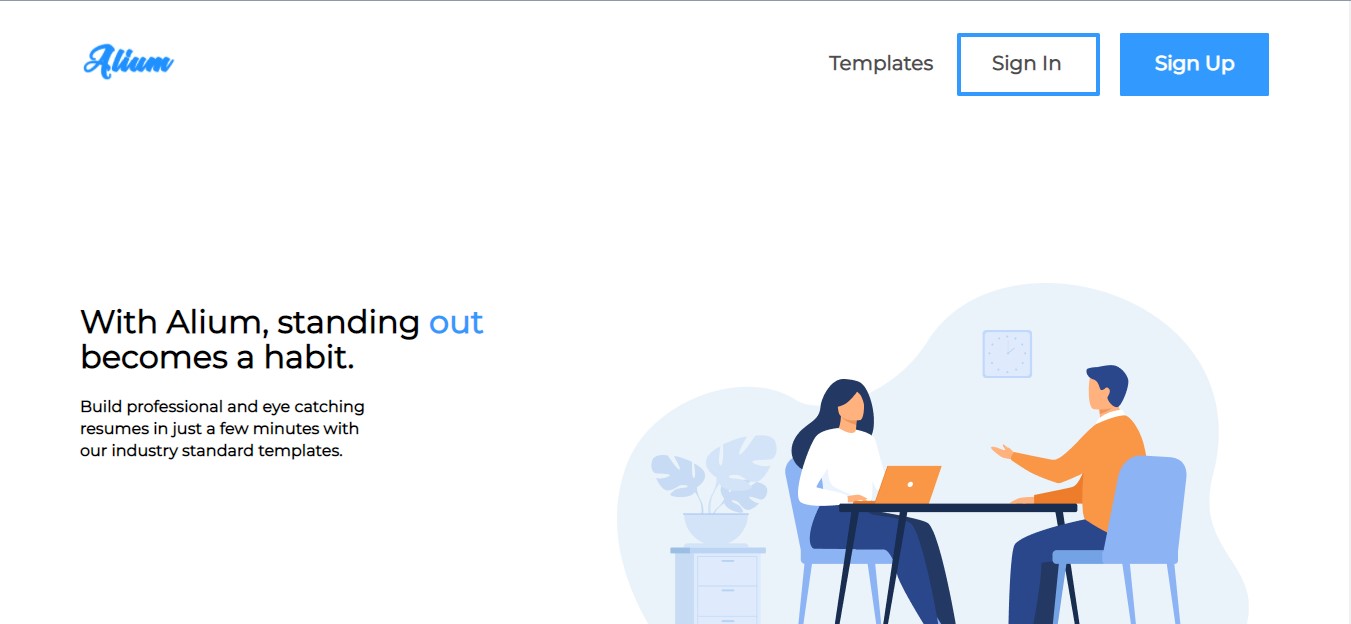 Alium
Templates
Sign In
Sign Up
With Alium, standing out
becomes a habit.
Build professional and eye catching
resumes in just a few minutes with
our industry standard templates.